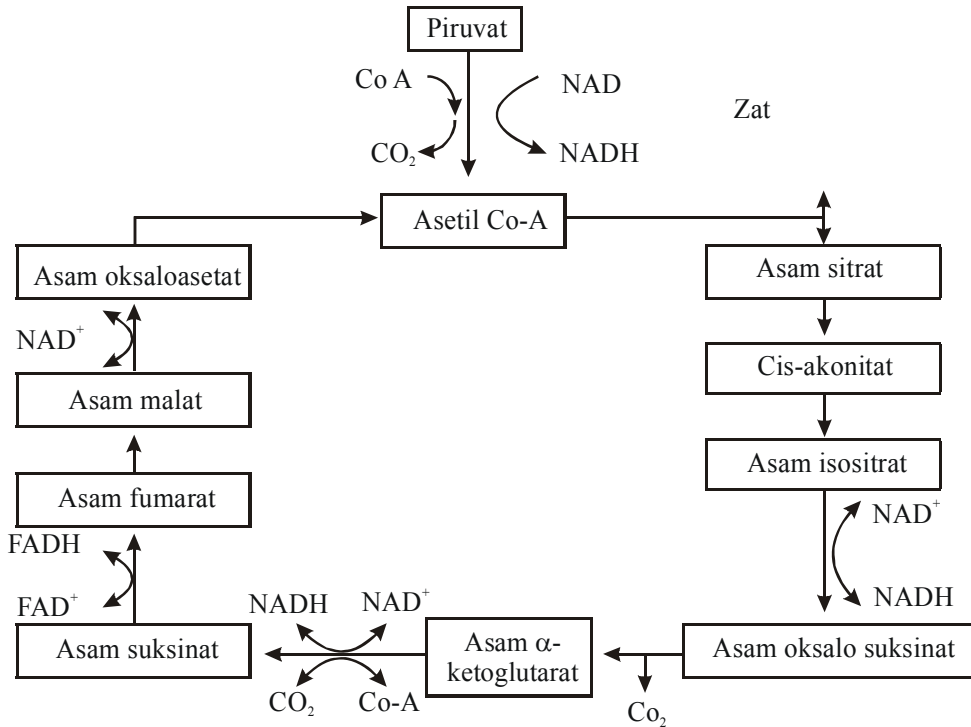 Piruvat
Co A
NAD
Zat
CO₂
NADH
Asetil Co-A
Asam oksaloasetat
Asam sitrat
NAD⁺
Cis-akonitat
Asam malat
Asam isositrat
Asam fumarat
NAD⁺
FADH
NADH
NAD⁺
NADH
FAD⁺
Asam suksinat
Asam α-
ketoglutarat
Asam oksalo suksinat
CO₂
Co-A
Co₂